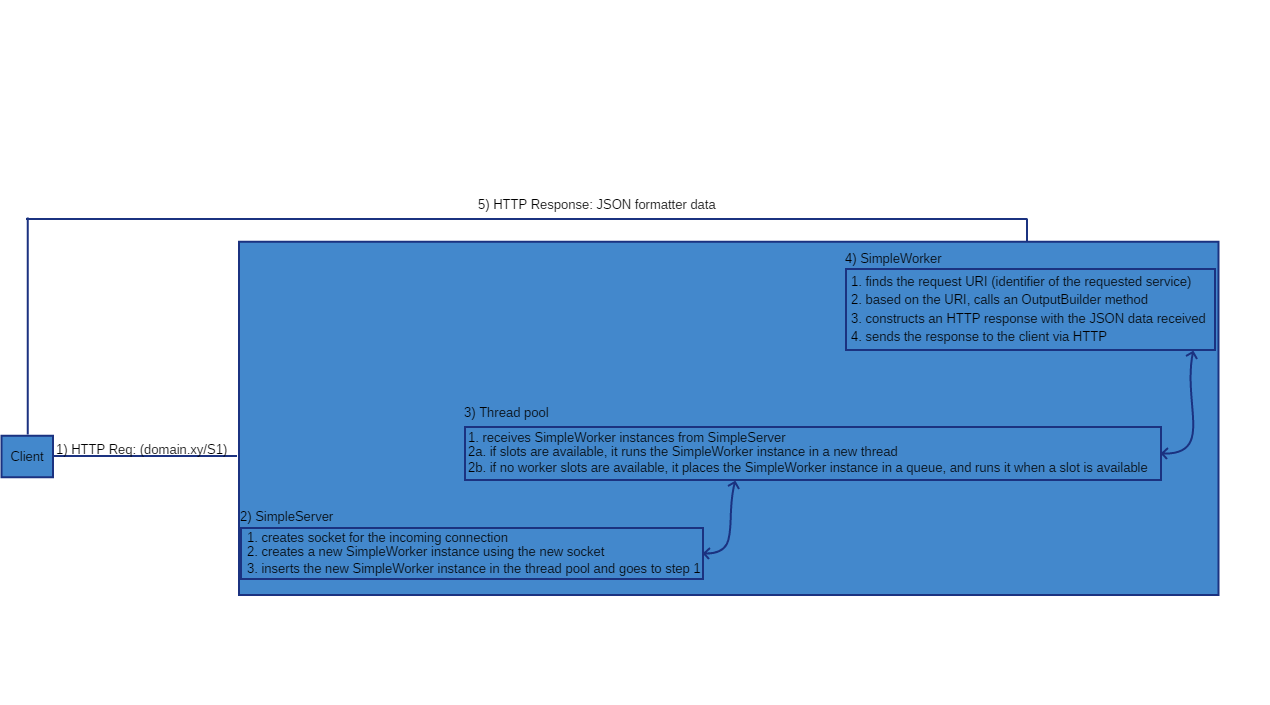 5) HTTP Response: JSON formatter data
4) SimpleWorker
1. finds the request URI (identifier of the requested service)
2. based on the URI, calls an OutputBuilder method
3. constructs an HTTP response with the JSON data received
4. sends the response to the client via HTTP
3) Thread pool
1. receives SimpleWorker instances from SimpleServer
2a. if slots are available, it runs the SimpleWorker instance in a new thread
2b. if no worker slots are available, it places the SimpleWorker instance in a queue, and runs it when a slot is available
Client
1) HTTP Req: (domain.xy/S1)
2) SimpleServer
1. creates socket for the incoming connection
2. creates a new SimpleWorker instance using the new socket
3. inserts the new SimpleWorker instance in the thread pool and goes to step 1